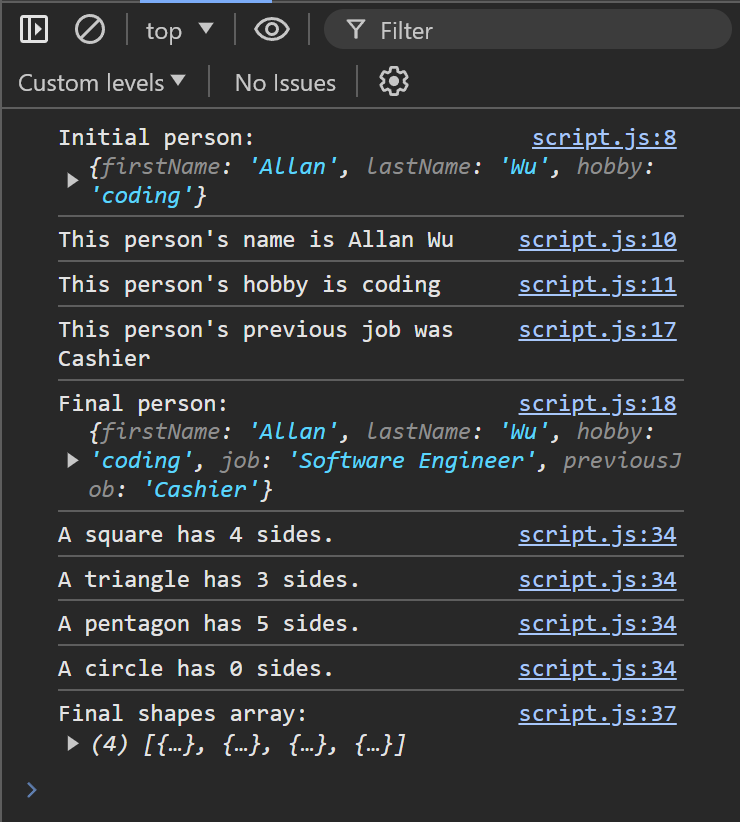 top
Filter
Custom levels
No Issues
Initial person: script.js:8
{firstName: 'Allan', lastName: 'Wu', hobby:
'coding'}
This person's name is Allan Wu script.js:10
This person's hobby is coding script.js:11
This person's previous job was script.js:17
Cashier
Final person: script.js:18
{firstName: 'Allan', lastName: 'Wu', hobby:
'coding', job: 'Software Engineer', previousJ
ob: 'Cashier'}
A square has 4 sides. script.js:34
A triangle has 3 sides. script.js:34
A pentagon has 5 sides. script.js:34
A circle has 0 sides. script.js:34
Final shapes array: script.js:37
(4) [{…}, {…}, {…}, {…}]